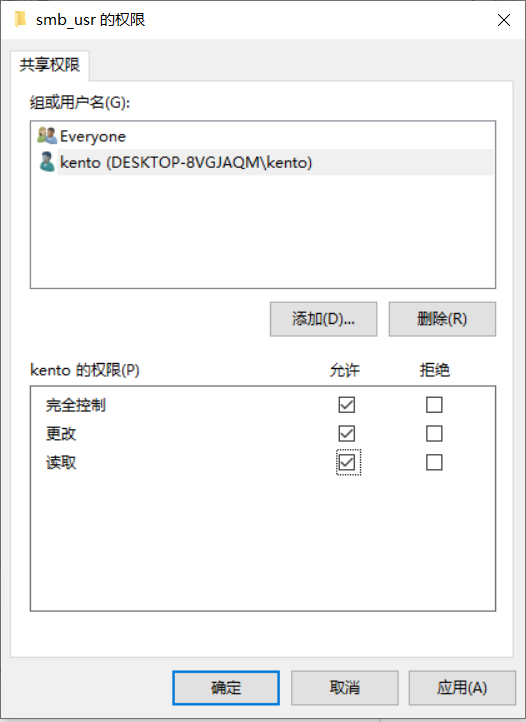 smb_usr 的权限
共享权限
组或用户名(G):
Everyone
kento (DESKTOP-8VGJAQM\kento)
添加(D)... 删除(R)
kento 的权限(P) 允许 拒绝
完全控制
更改
读取
确定 取消 应用(A)